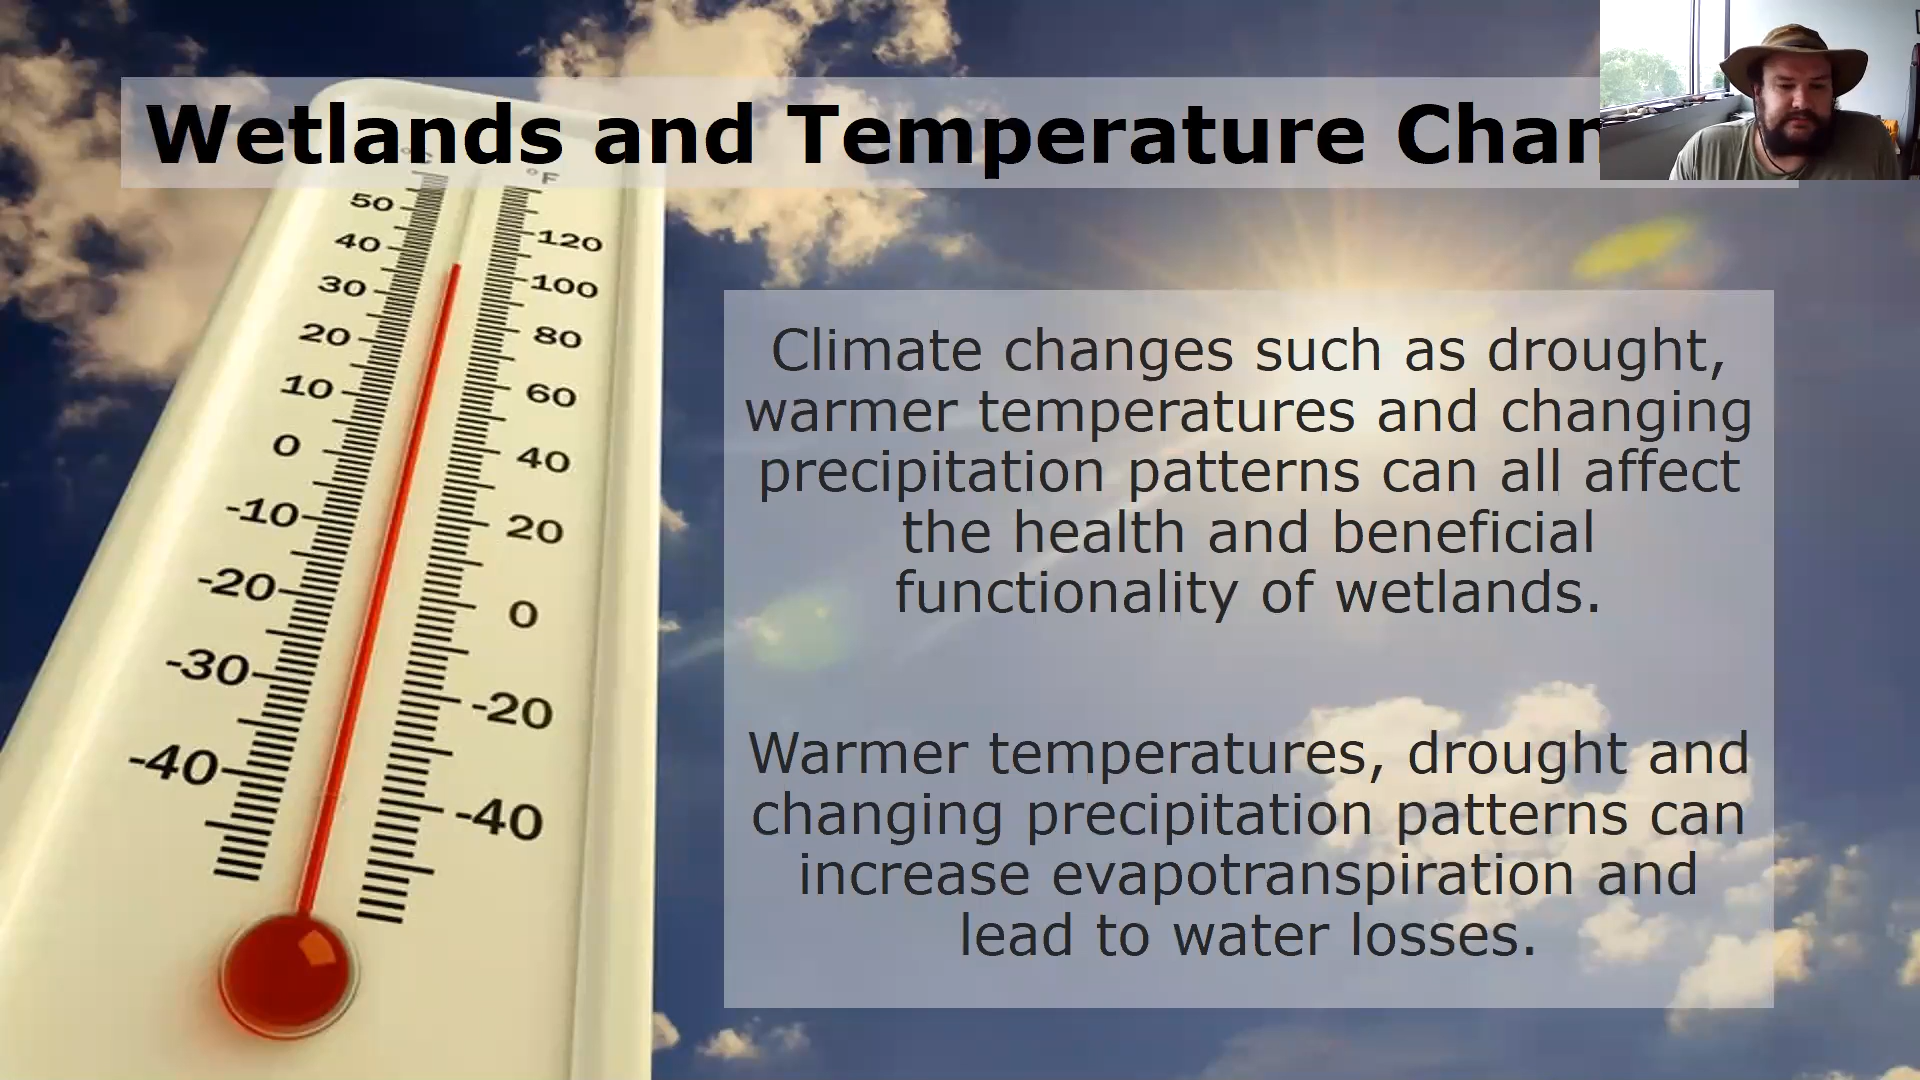 Wetlands and Temperature
°C
°F
50
40
30
20
10
0
-10
-20
-30
-40
120
100
80
60
40
20
0
-20
-40
Climate changes such as drought,
warmer temperatures and changing
precipitation patterns can all affect
the health and beneficial
functionality of wetlands.
Warmer temperatures, drought and
changing precipitation patterns can
increase evapotranspiration and
lead to water losses.